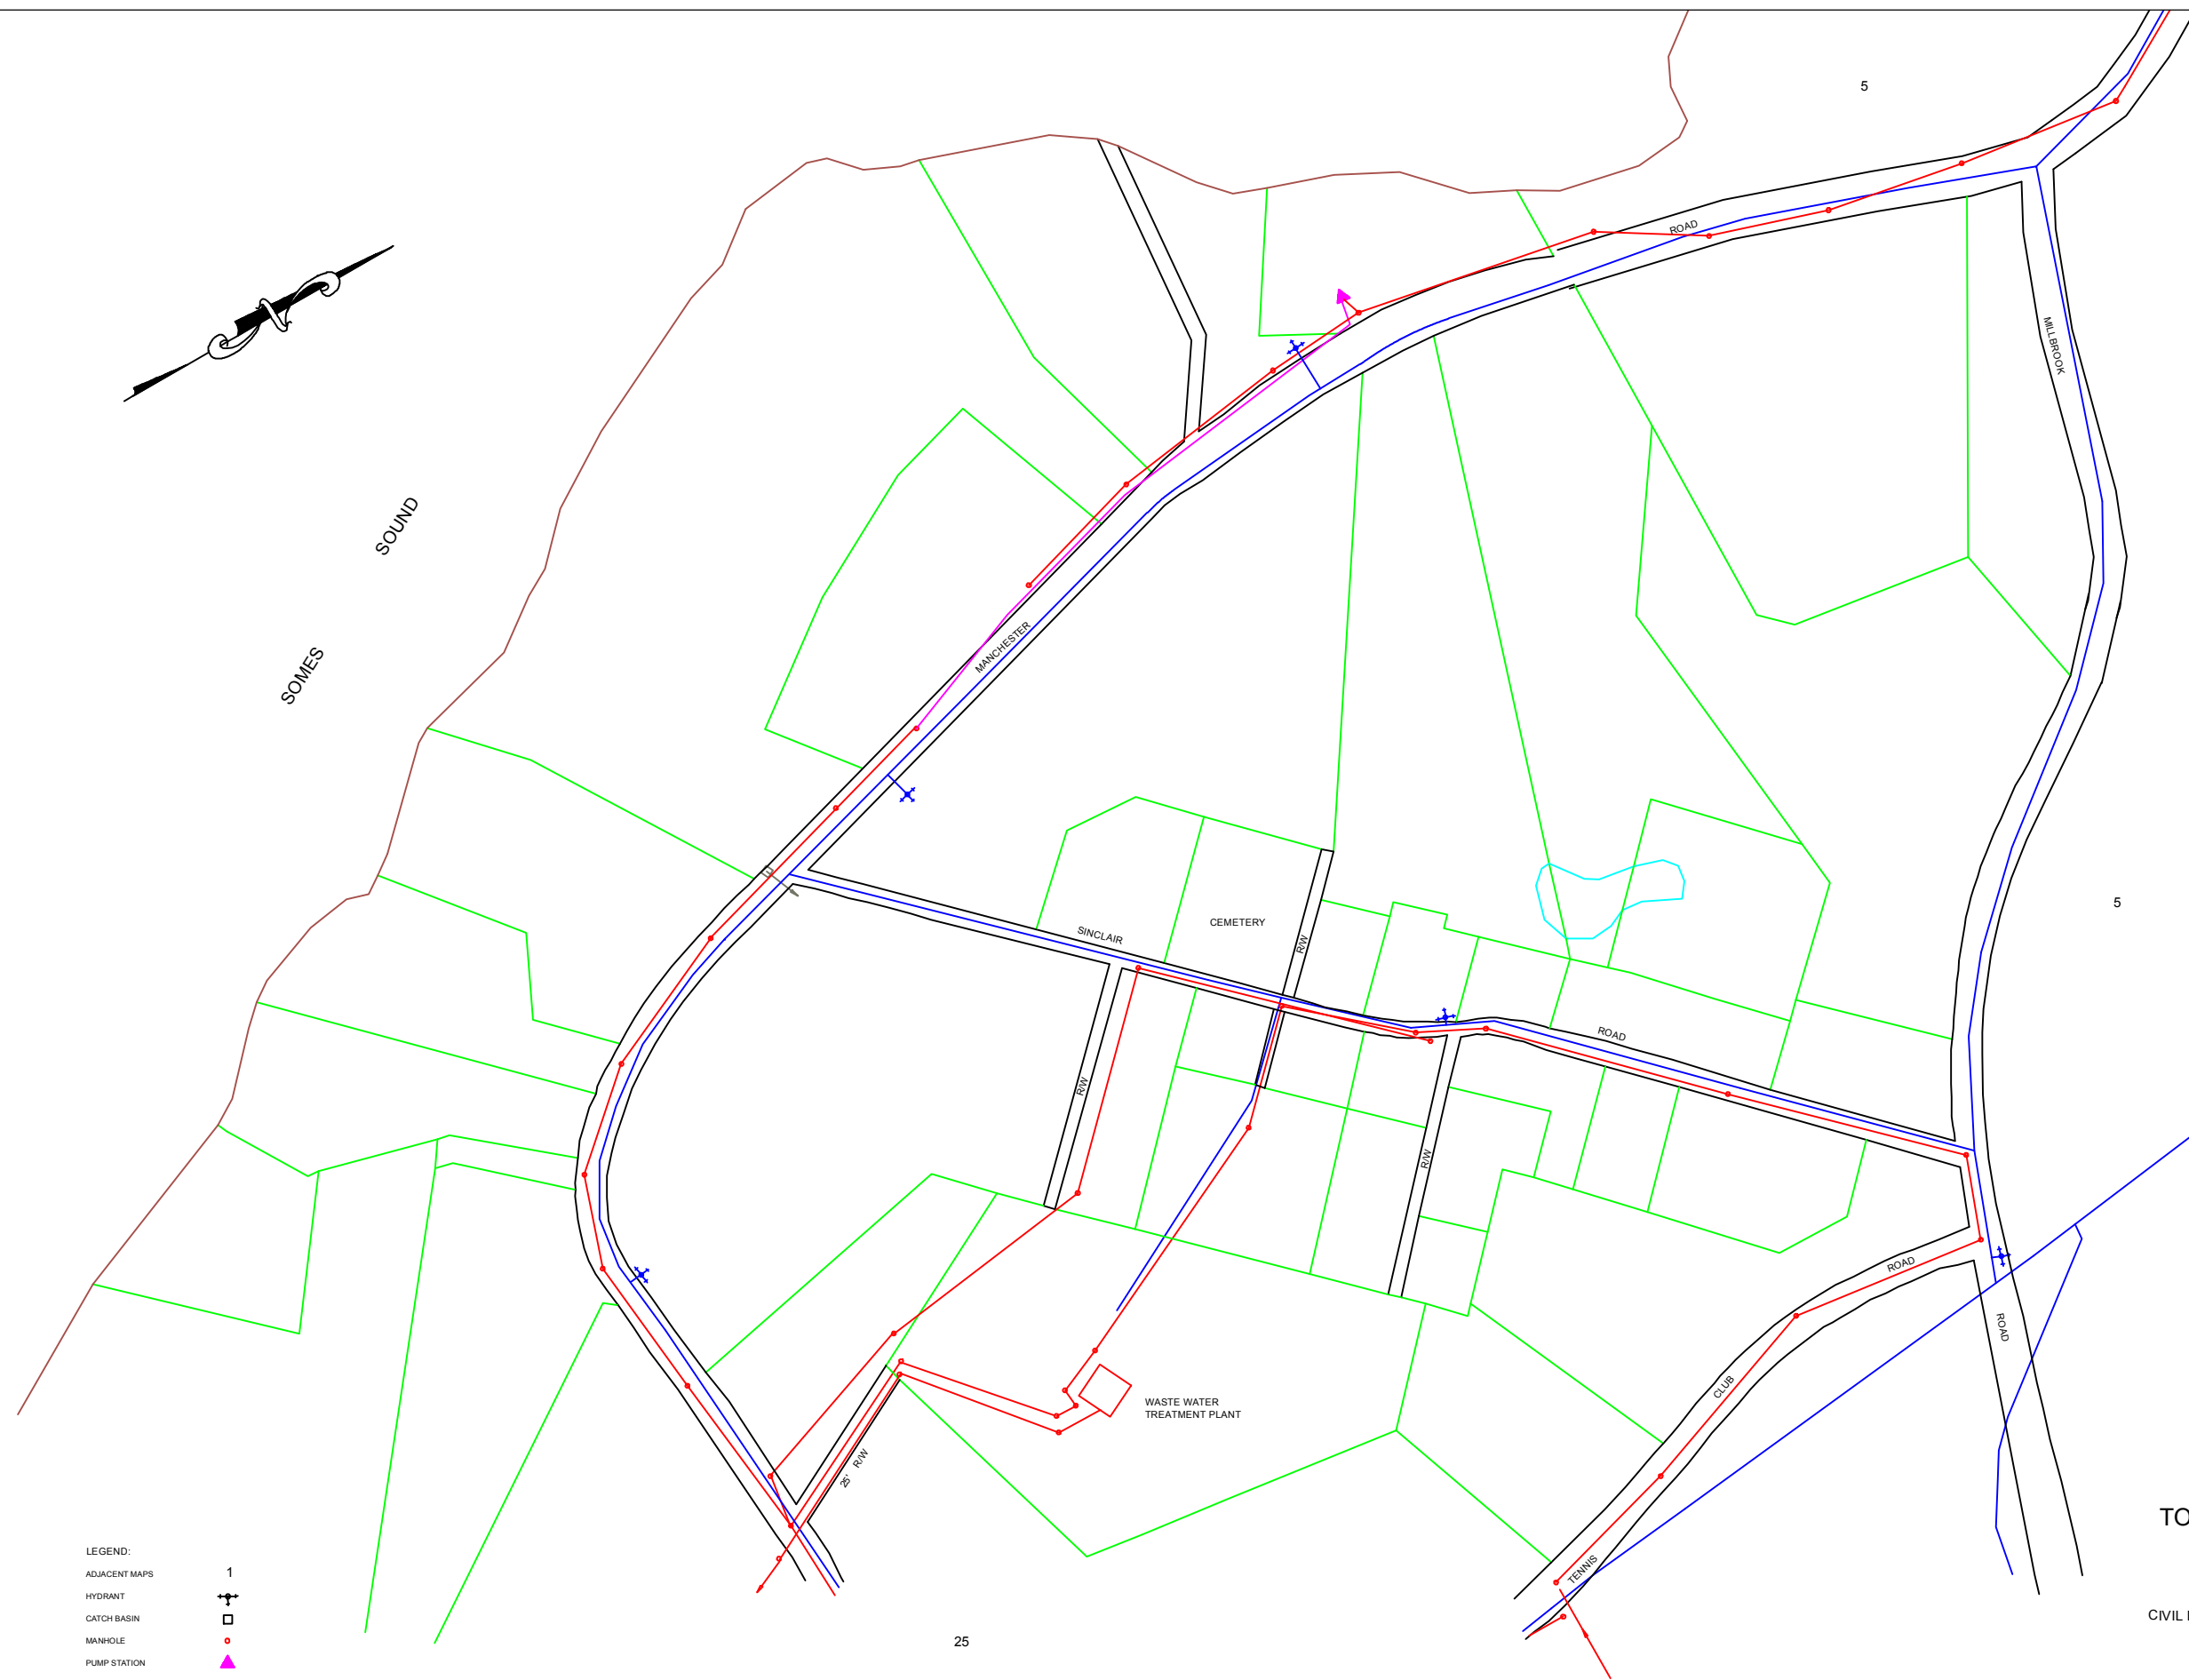 5
ROAD
MILLBROOK
SOMES SOUND
MANCHESTER
5
CEMETERY
SINCLAIR
R/W
ROAD
R/W
R/W
ROAD
ROAD
CLUB
WASTE WATER
TREATMENT PLANT
25' R/W
TENNIS
TO
CIVIL
25
LEGEND:
ADJACENT MAPS 1
HYDRANT
CATCH BASIN
MANHOLE
PUMP STATION